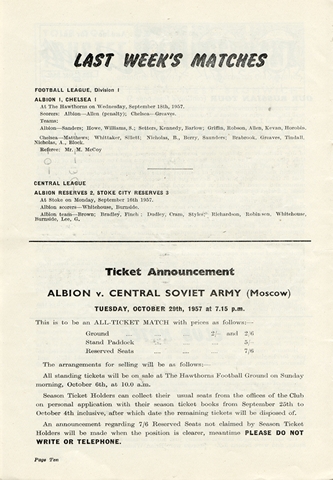 LAST WEEK'S MATCHES
FOOTBALL LEAGUE, Division 1
ALBION 1, CHELSEA 1
At The Hawthorns on Wednesday, September 18th, 1957.
Scorers: Albion—Allen (penalty); Chelsea—Greaves.
Teams:
Albion—Sanders; Howe, Williams, S.; Setters, Kennedy, Barlow; Griffin, Robson, Allen, Kevan, Horobin.
Chelsea—Matthews; Whittaker, Sillett; Nicholas, B., Berry, Saunders; Brabrook, Greaves, Tindall, Nicholas, A., Block.
Referee: Mr. M. McCoy
CENTRAL LEAGUE
ALBION RESERVES 2, STOKE CITY RESERVES 3
At Stoke on Monday, September 16th 1957.
Albion scorers—Whitehouse, Burnside.
Albion team—Brown; Bradley, Finch; Dudley, Crum, Styles; Richardson, Robinson, Whitehouse,
Burnside, Lee, G.
Ticket Announcement
ALBION v. CENTRAL SOVIET ARMY (Moscow)
TUESDAY, OCTOBER 29th, 1957 at 7.15 p.m.
This is to be an ALL-TICKET MATCH with prices as follows:—
Ground — — 2/- and 2/6
Stand Paddock — — 5/-
Reserved Seats — — — 7/6
The arrangements for selling will be as follows:—
All standing tickets will be on sale at The Hawthorns Football Ground on Sunday
morning, October 6th, at 10.0 a.m.
Season Ticket Holders can collect their usual seats from the offices of the Club
on personal application with their season ticket books from September 25th to
October 4th inclusive, after which date the remaining tickets will be disposed of.
An announcement regarding 7/6 Reserved Seats not claimed by Season Ticket
Holders will be made when the position is clearer, meantime PLEASE DO NOT
WRITE OR TELEPHONE.
Page Ten